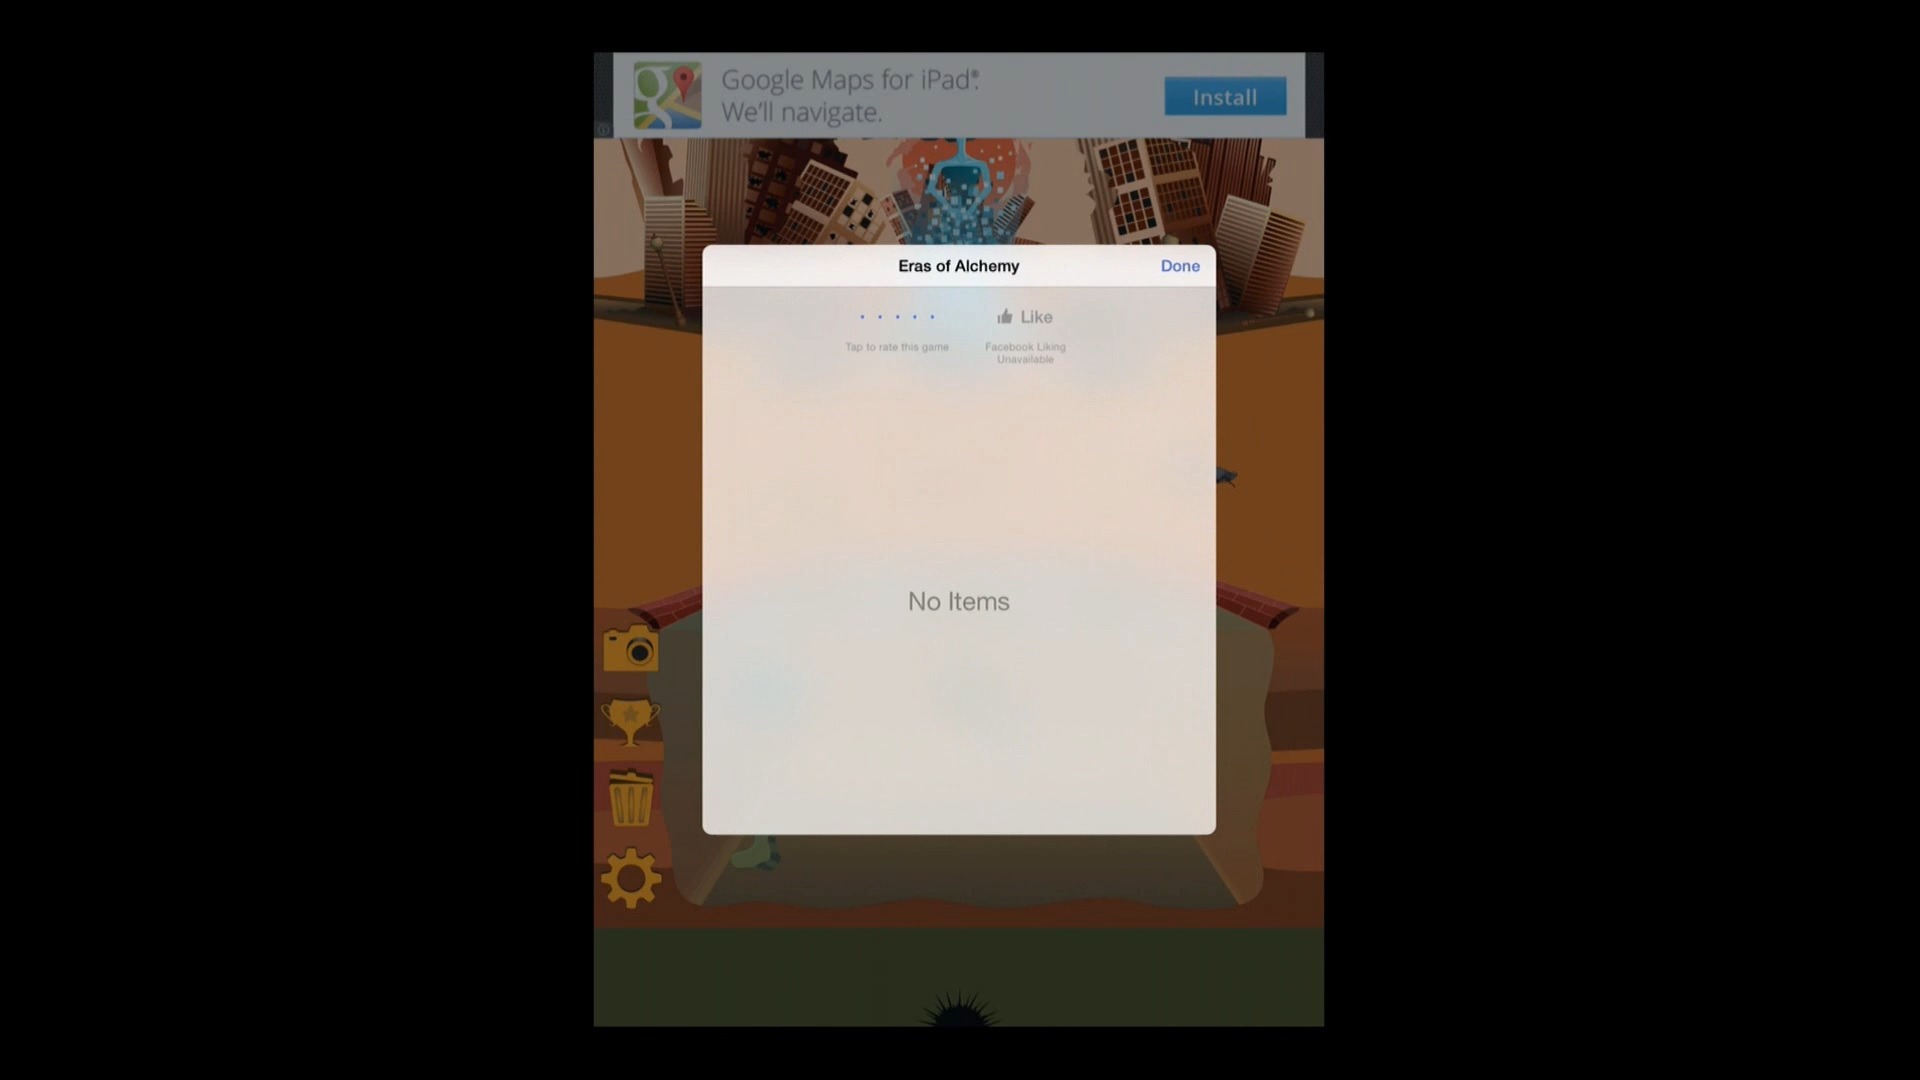 Google Maps for iPad®.
We'll navigate.
Install
Eras of Alchemy
Done
Like
Tap to rate this game
Facebook Liking
Unavailable
No Items